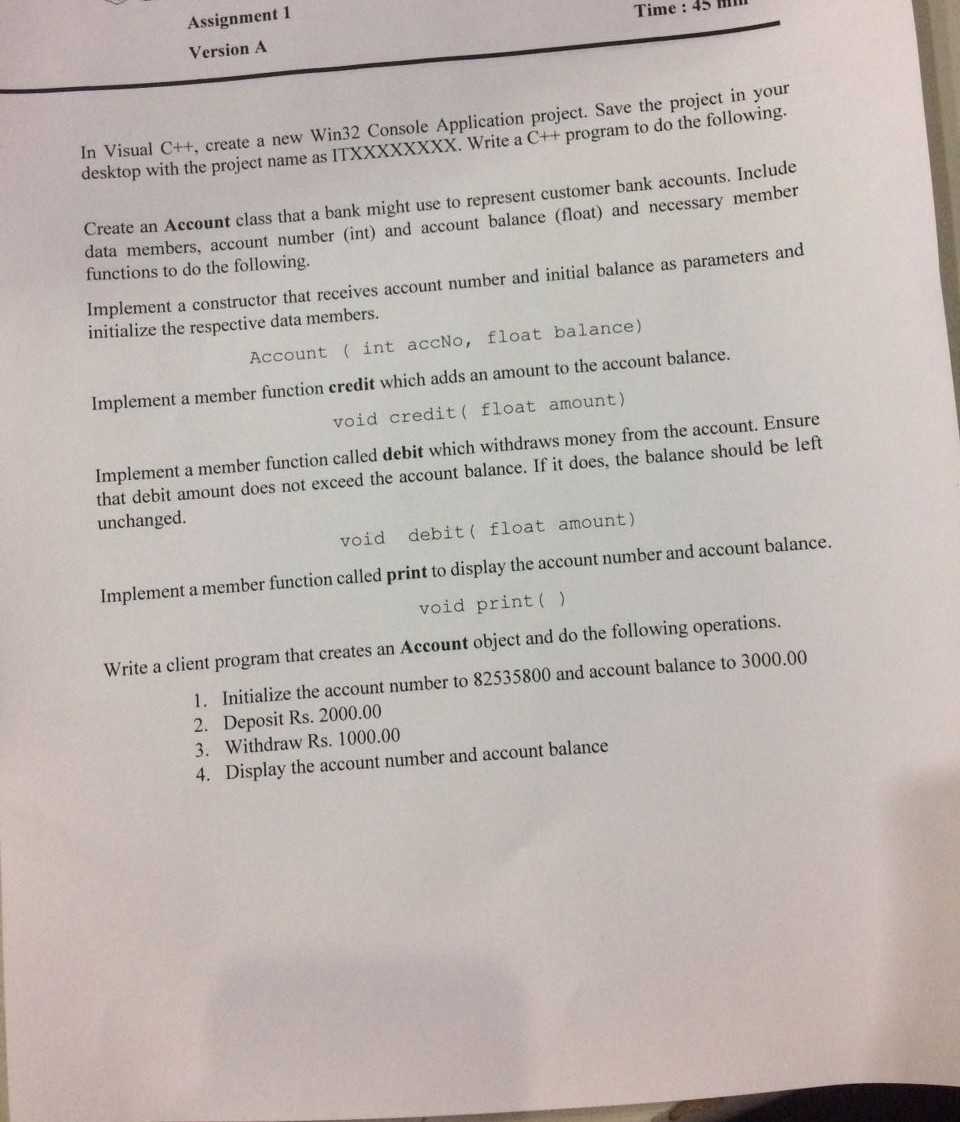 Assignment 1
Time : 45 min
Version A
In Visual C++, create a new Win32 Console Application project. Save the project in your
desktop with the project name as ITXXXXXXXX. Write a C++ program to do the following.
Create an Account class that a bank might use to represent customer bank accounts. Include
data members, account number (int) and account balance (float) and necessary member
functions to do the following.
Implement a constructor that receives account number and initial balance as parameters and
initialize the respective data members.
Account ( int accNo, float balance)
Implement a member function credit which adds an amount to the account balance.
void credit( float amount)
Implement a member function called debit which withdraws money from the account. Ensure
that debit amount does not exceed the account balance. If it does, the balance should be left
unchanged.
void debit( float amount)
Implement a member function called print to display the account number and account balance.
void print( )
Write a client program that creates an Account object and do the following operations.
1. Initialize the account number to 82535800 and account balance to 3000.00
2. Deposit Rs. 2000.00
3. Withdraw Rs. 1000.00
4. Display the account number and account balance